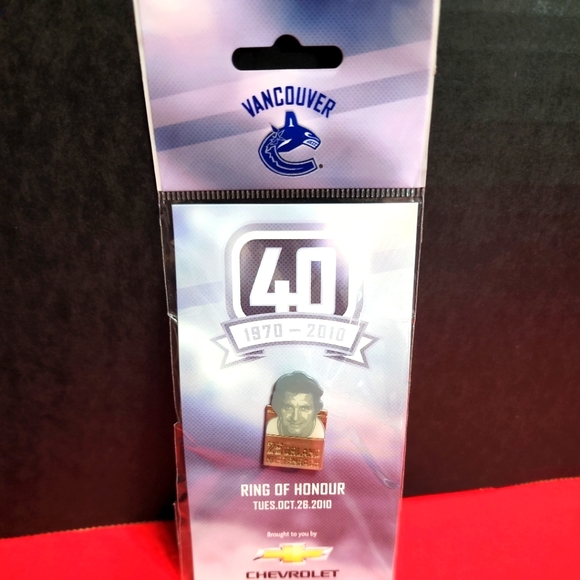 VANCOUVER
40
1970 – 2010
RING OF HONOUR
TUES.OCT.26.2010
Brought to you by
CHEVROLET